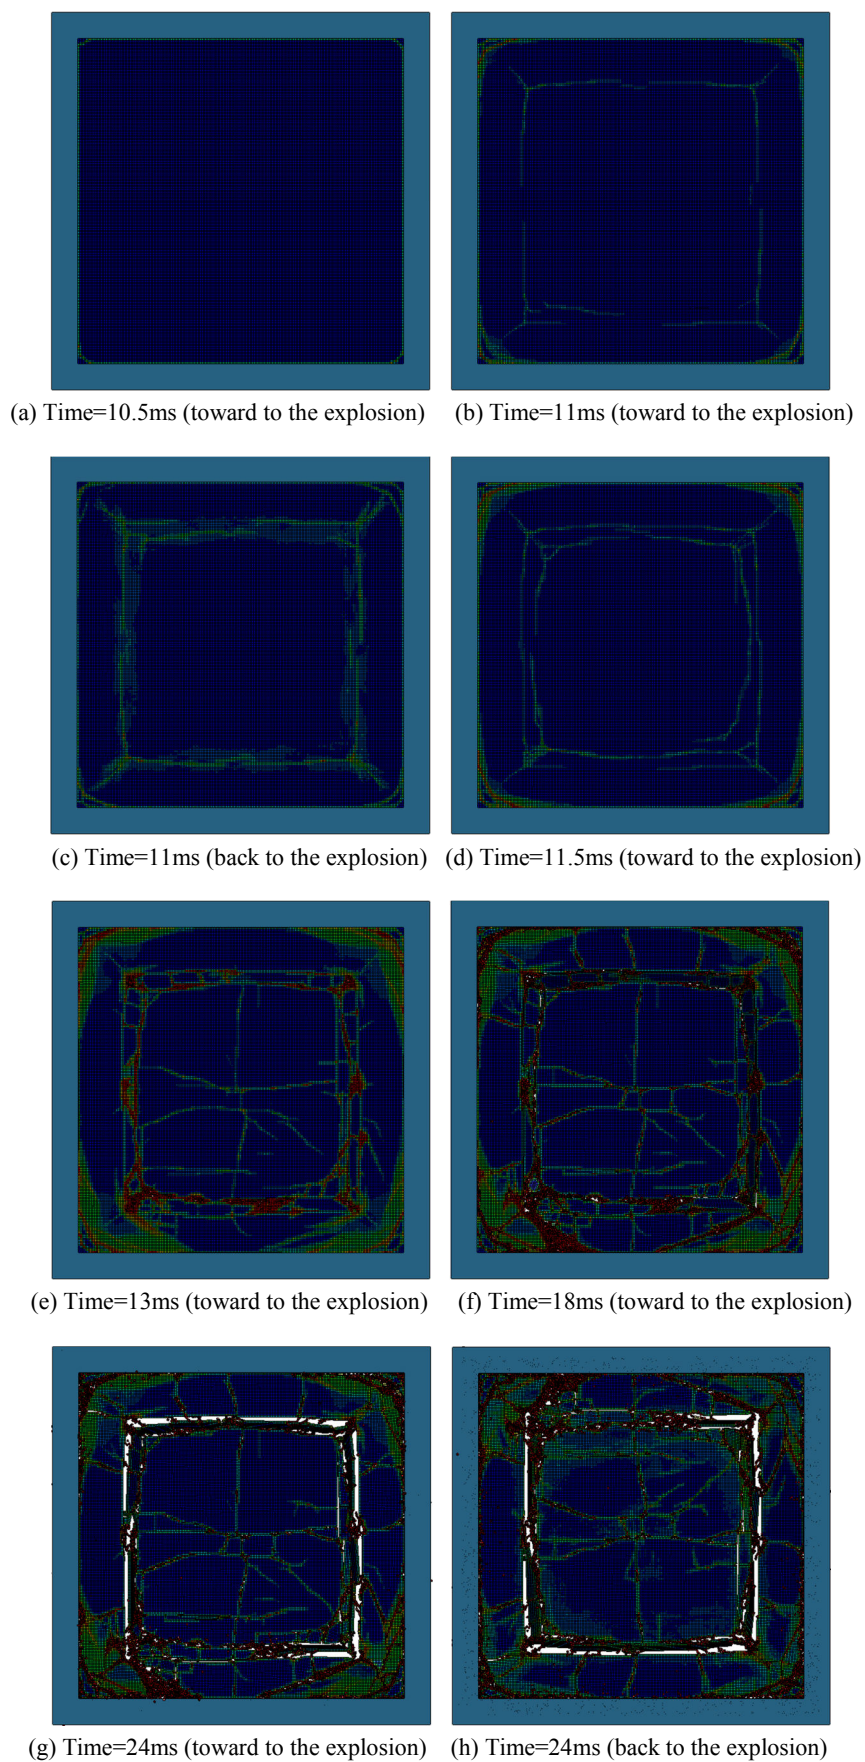 (a) Time=10.5ms (toward to the explosion)
(b) Time=11ms (toward to the explosion)
(c) Time=11ms (back to the explosion)
(d) Time=11.5ms (toward to the explosion)
(e) Time=13ms (toward to the explosion)
(f) Time=18ms (toward to the explosion)
(g) Time=24ms (toward to the explosion)
(h) Time=24ms (back to the explosion)